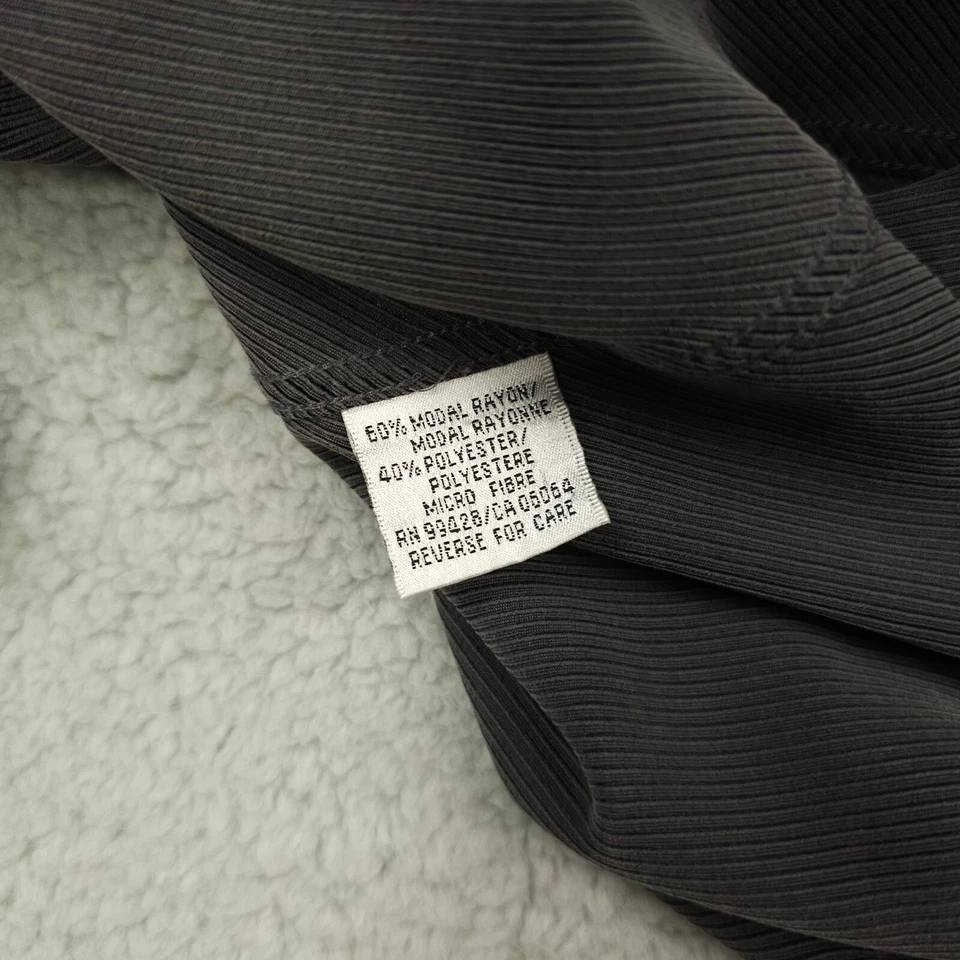 60% MODAL RAYON/
MODAL RAYONNE
40% POLYESTER/
POLYESTERE
MICRO FIBRE
RN 99428/CA 05064
REVERSE FOR CARE